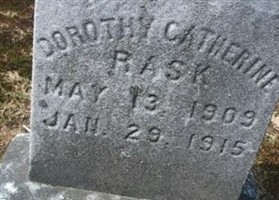 DOROTHY CATHERINE
RASK
MAY 13. 1909
JAN. 29. 1915